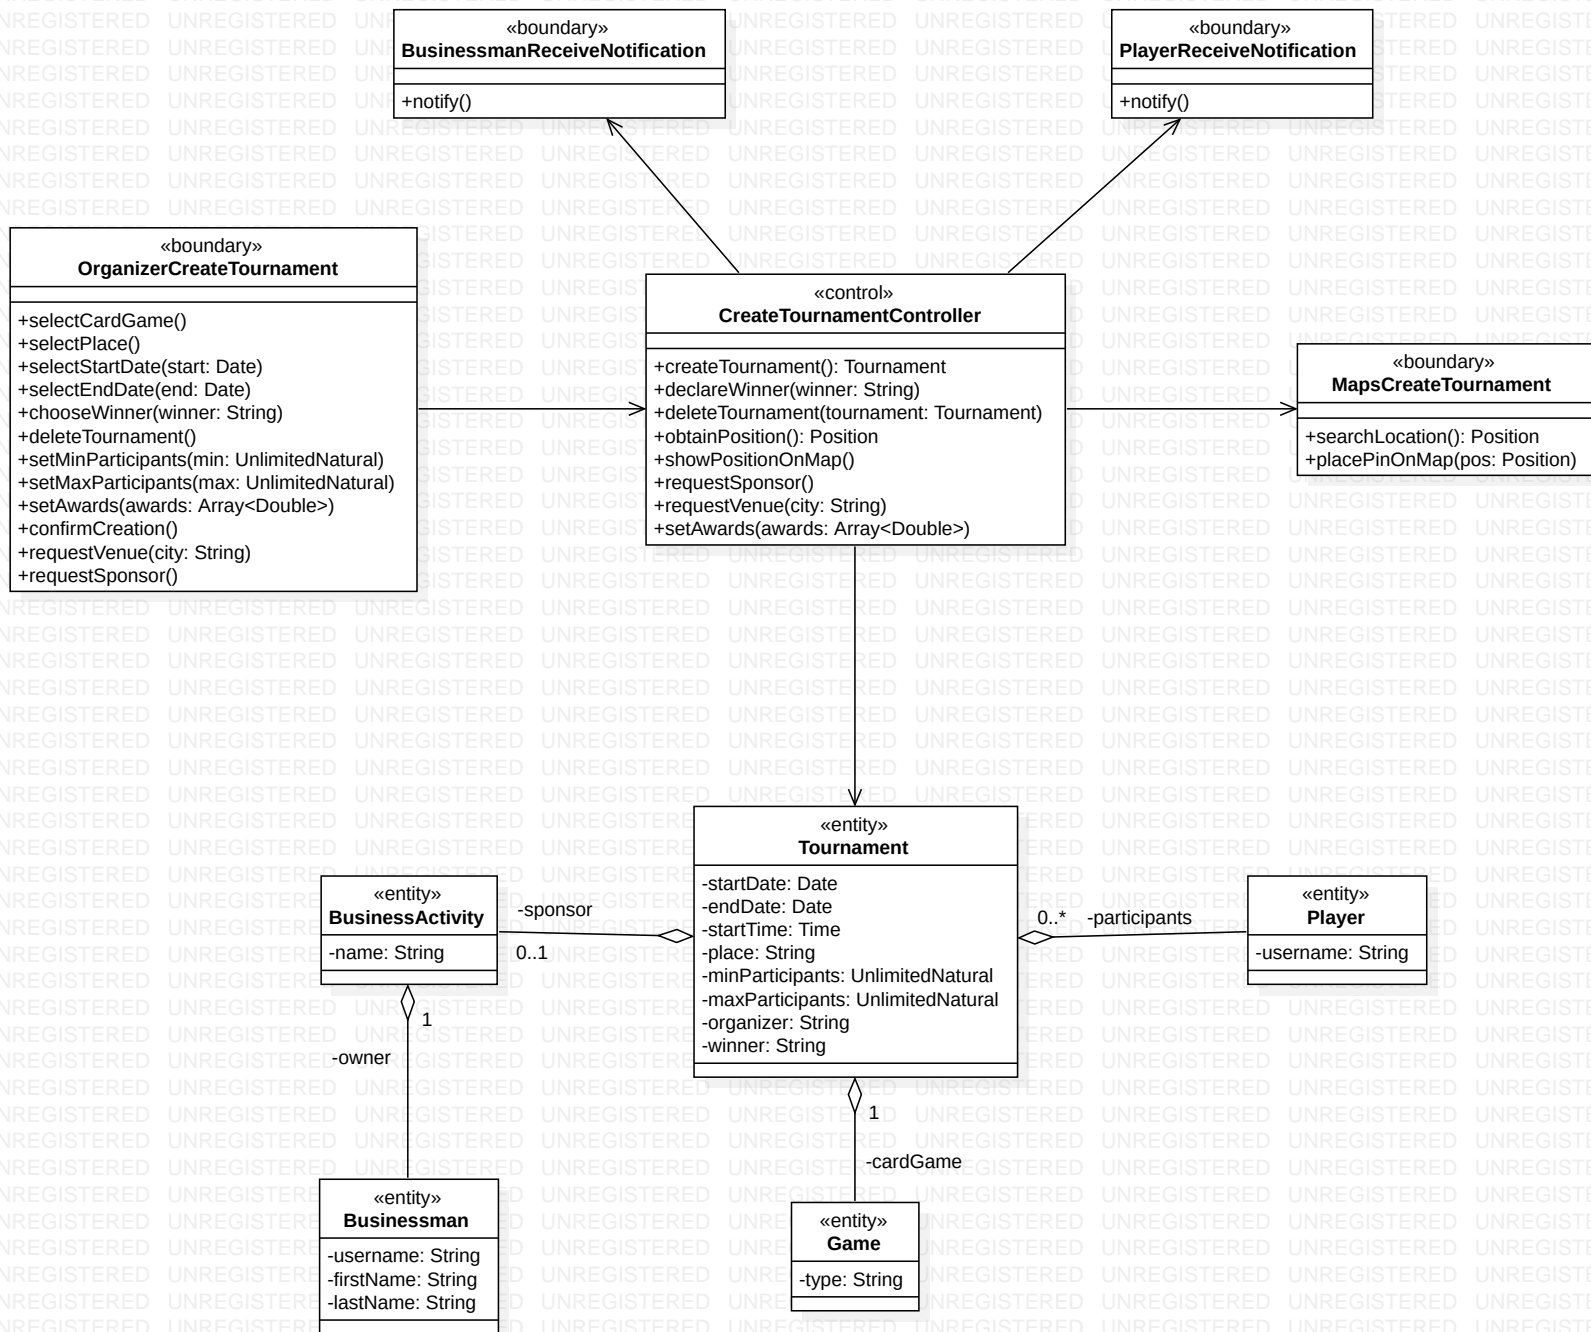 «boundary»
BusinessmanReceiveNotification
+notify()
«boundary»
PlayerReceiveNotification
+notify()
«boundary»
OrganizerCreateTournament
+selectCardGame()
+selectPlace()
+selectStartDate(start: Date)
+selectEndDate(end: Date)
+chooseWinner(winner: String)
+deleteTournament()
+setMinParticipants(min: UnlimitedNatural)
+setMaxParticipants(max: UnlimitedNatural)
+setAwards(awards: Array<Double>)
+confirmCreation()
+requestVenue(city: String)
+requestSponsor()
«control»
CreateTournamentController
+createTournament(): Tournament
+declareWinner(winner: String)
+deleteTournament(tournament: Tournament)
+obtainPosition(): Position
+showPositionOnMap()
+requestSponsor()
+requestVenue(city: String)
+setAwards(awards: Array<Double>)
«boundary»
MapsCreateTournament
+searchLocation(): Position
+placePinOnMap(pos: Position)
«entity»
Tournament
-startDate: Date
-endDate: Date
-startTime: Time
-place: String
-minParticipants: UnlimitedNatural
-maxParticipants: UnlimitedNatural
-organizer: String
-winner: String
«entity»
BusinessActivity
-name: String
-sponsor
0..1
0..*
-participants
«entity»
Player
-username: String
1
-owner
1
-cardGame
«entity»
Businessman
-username: String
-firstName: String
-lastName: String
«entity»
Game
-type: String
UNREGISTERED